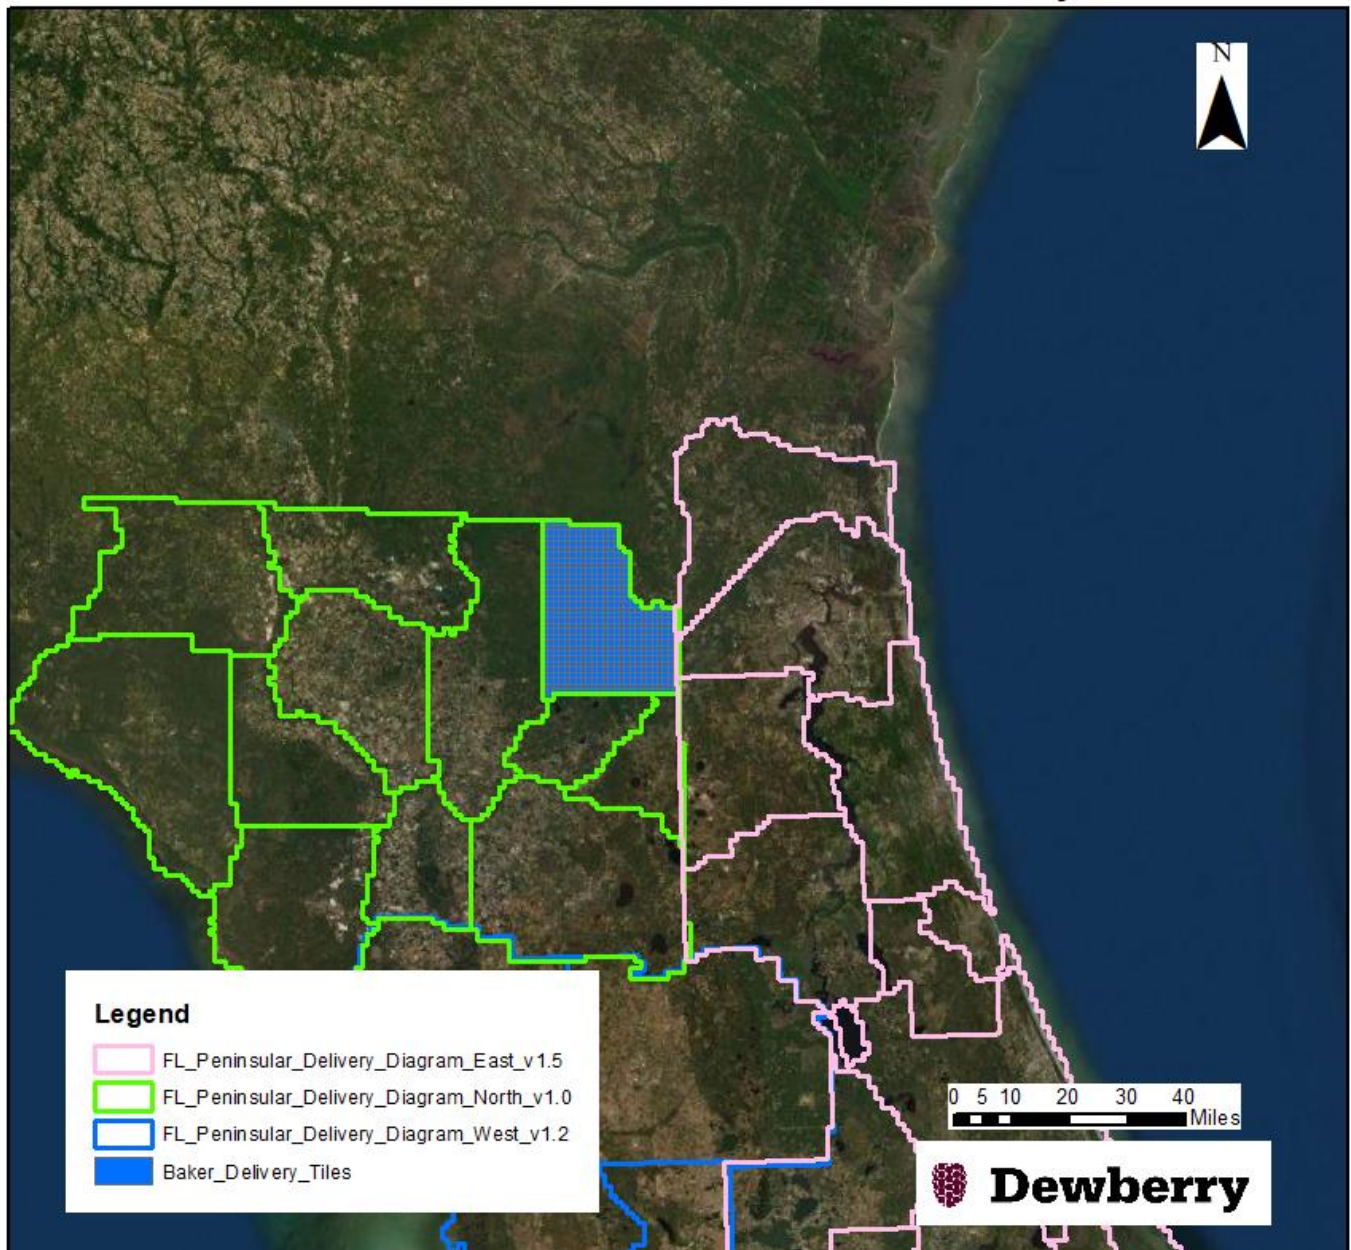 N
Legend
FL_Peninsular_Delivery_Diagram_East_v1.5
FL_Peninsular_Delivery_Diagram_North_v1.0
FL_Peninsular_Delivery_Diagram_West_v1.2
Baker_Delivery_Tiles
0 5 10 20 30 40
Miles
Dewberry